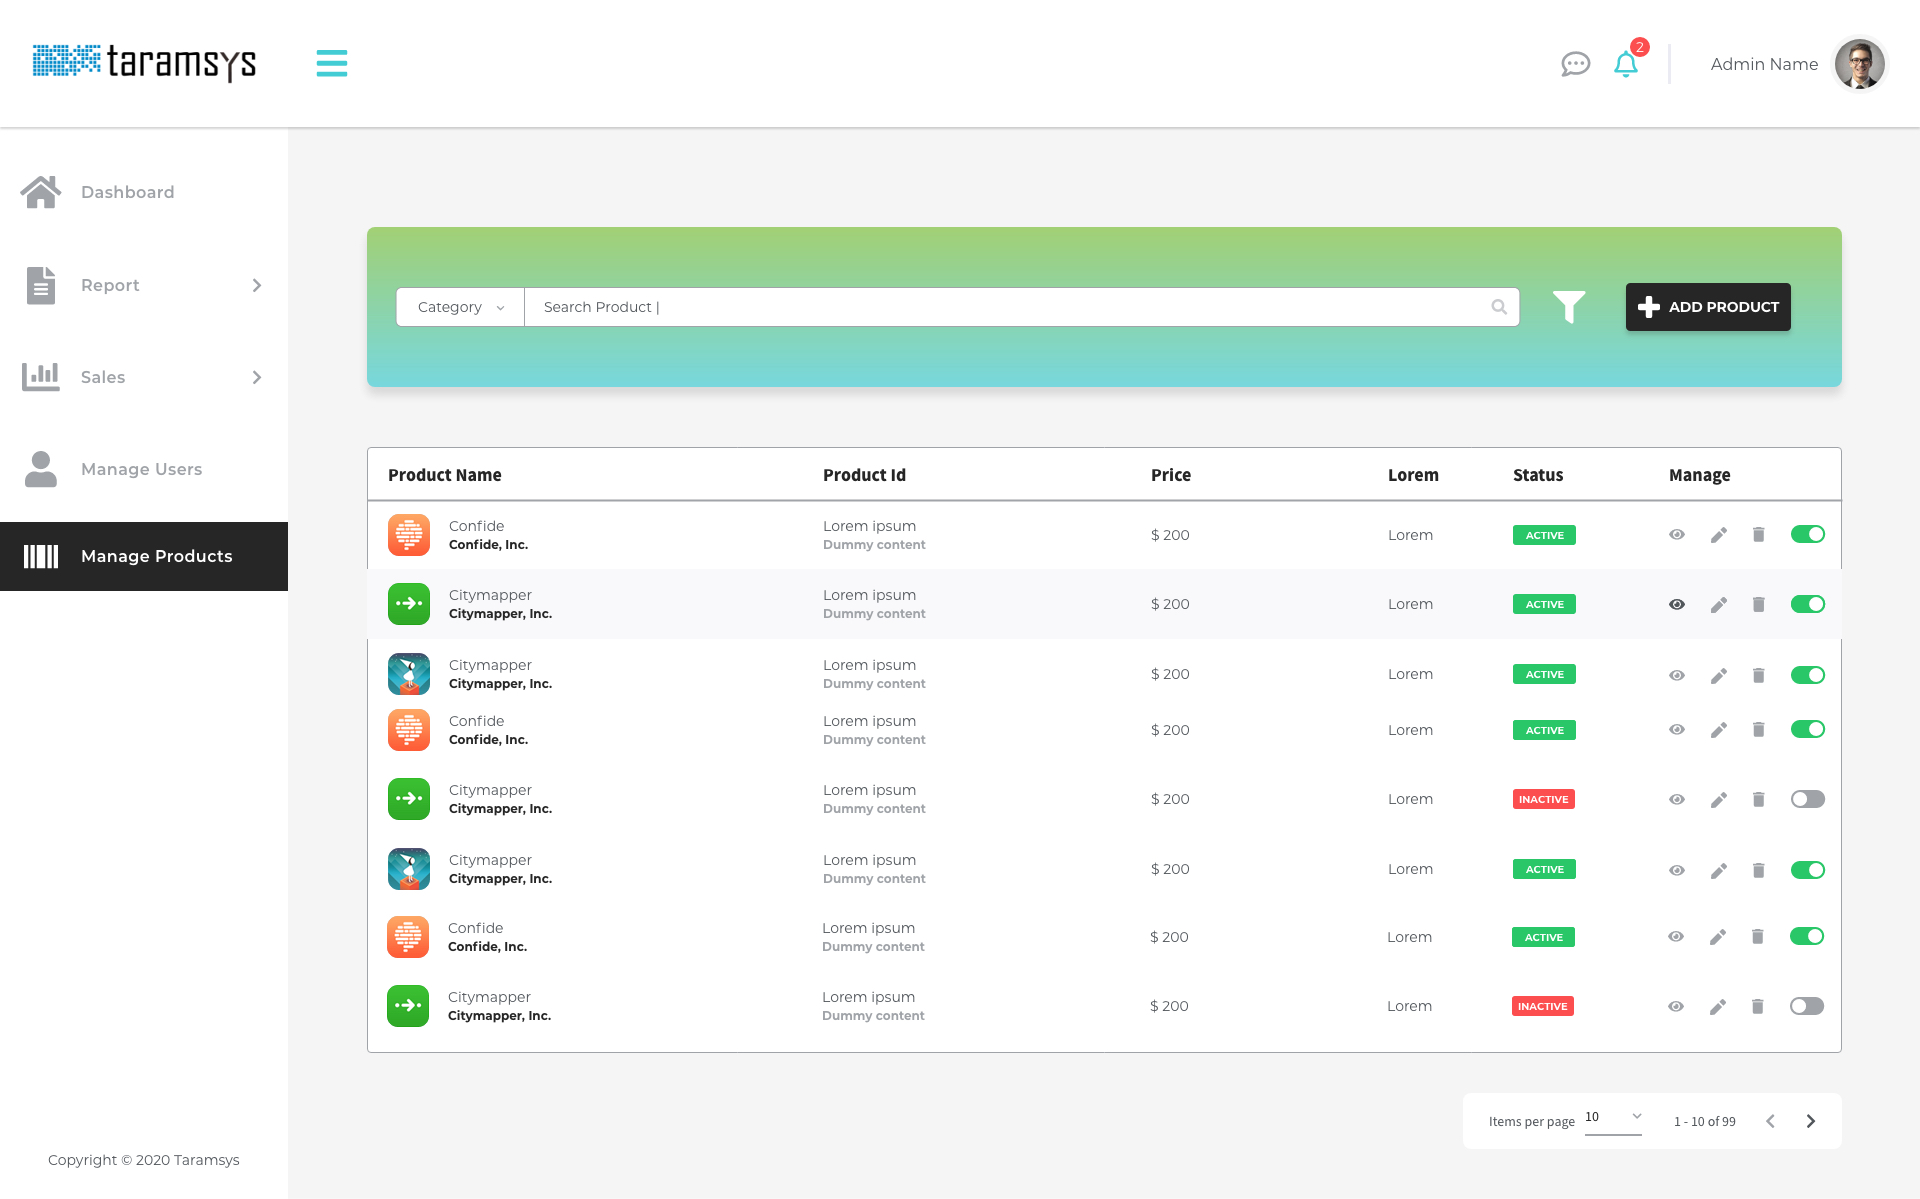 taramsys
2
Admin Name
Dashboard
Report
Sales
Manage Users
Manage Products
Copyright © 2020 Taramsys
Category
Search Product |
ADD PRODUCT
Product Name Product Id Price Lorem Status Manage
Confide Lorem ipsum
Confide, Inc. Dummy content $ 200 Lorem ACTIVE
Citymapper Lorem ipsum
Citymapper, Inc. Dummy content $ 200 Lorem ACTIVE
Citymapper Lorem ipsum
Citymapper, Inc. Dummy content $ 200 Lorem ACTIVE
Confide Lorem ipsum
Confide, Inc. Dummy content $ 200 Lorem ACTIVE
Citymapper Lorem ipsum
Citymapper, Inc. Dummy content $ 200 Lorem INACTIVE
Citymapper Lorem ipsum
Citymapper, Inc. Dummy content $ 200 Lorem ACTIVE
Confide Lorem ipsum
Confide, Inc. Dummy content $ 200 Lorem ACTIVE
Citymapper Lorem ipsum
Citymapper, Inc. Dummy content $ 200 Lorem INACTIVE
Items per page 10 1 - 10 of 99